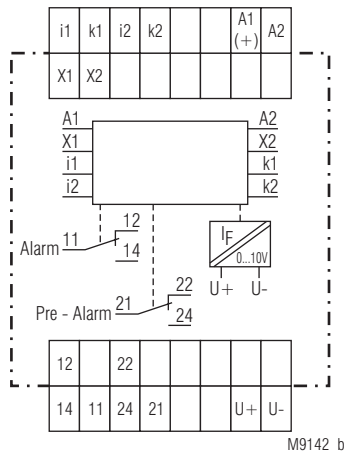 i1 k1 i2 k2 A1 (+) A2
X1 X2
A1 A2
X1 X2
i1 k1
i2 k2
12
Alarm 11
14
IF
0...10V
U+ U-
22
Pre - Alarm 21
24
12 22
14 11 24 21 U+ U-
M9142_b